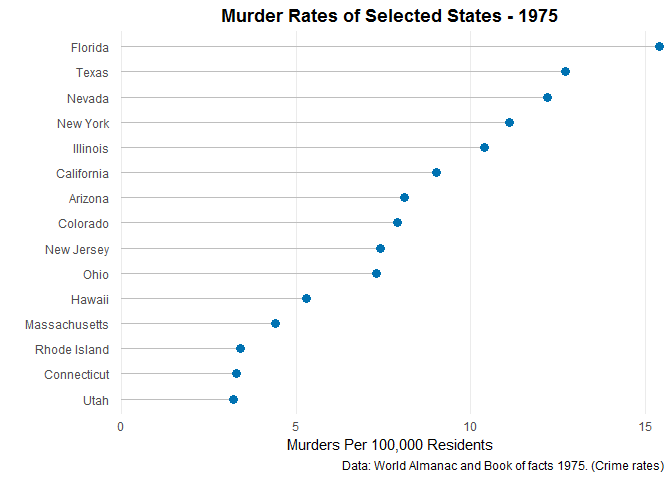 Murder Rates of Selected States - 1975
Florida
Texas
Nevada
New York
Illinois
California
Arizona
Colorado
New Jersey
Ohio
Hawaii
Massachusetts
Rhode Island
Connecticut
Utah
0 5 10 15
Murders Per 100,000 Residents
Data: World Almanac and Book of facts 1975. (Crime rates)